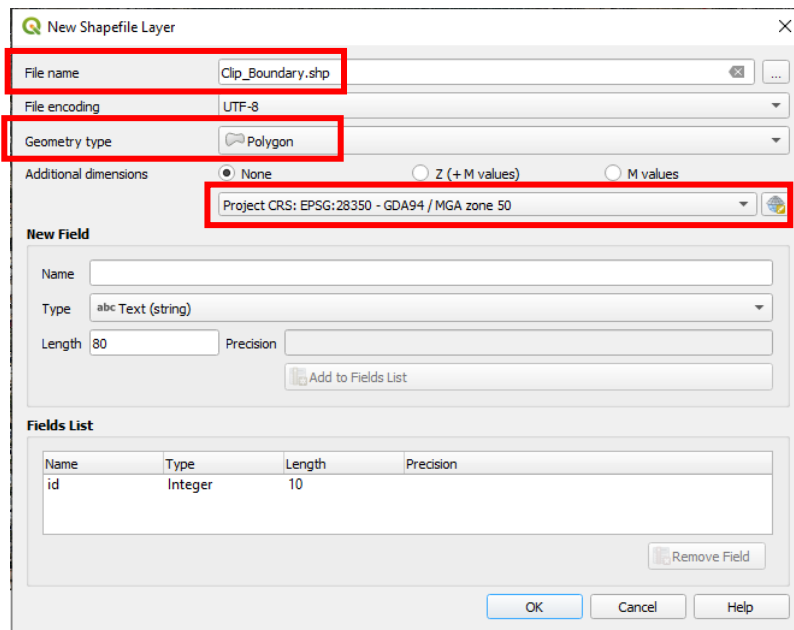 New Shapefile Layer
File name Clip_Boundary.shp ...
File encoding UTF-8
Geometry type Polygon
Additional dimensions None Z (+ M values) M values
Project CRS: EPSG:28350 - GDA94 / MGA zone 50
New Field
Name
Type abc Text (string)
Length 80 Precision
Add to Fields List
Fields List
Name Type Length Precision
id Integer 10
Remove Field
OK Cancel Help